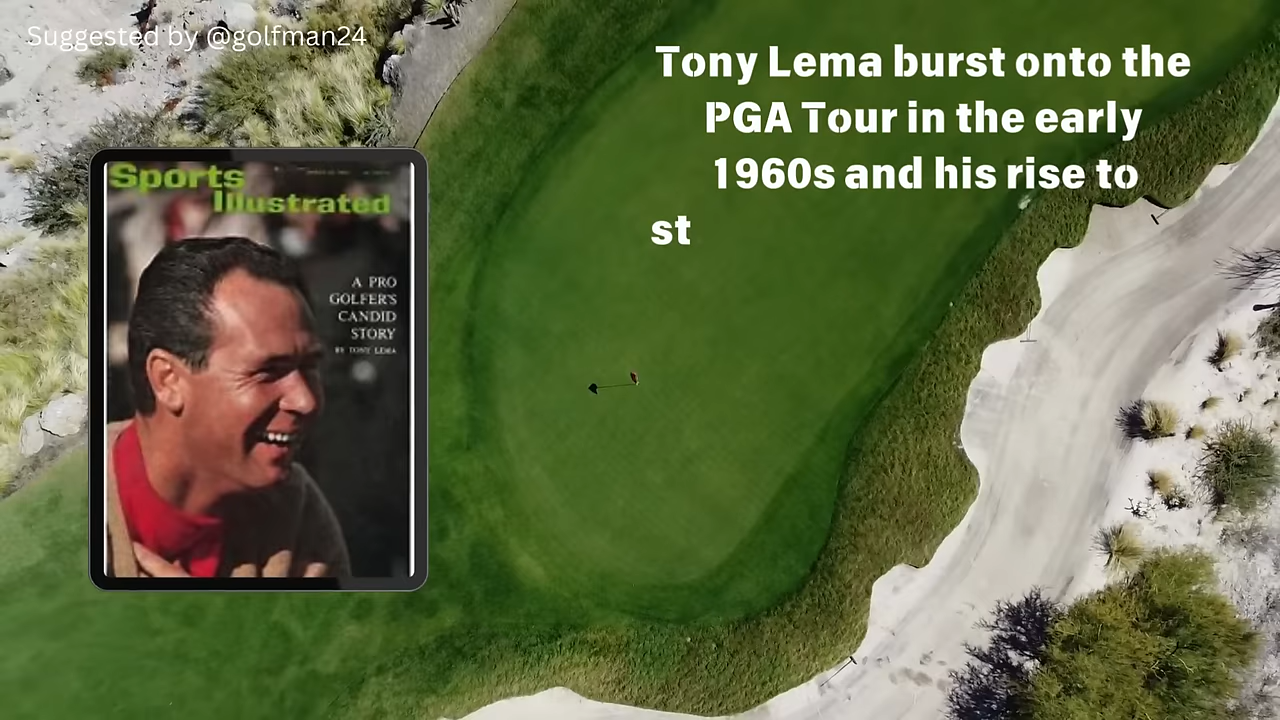 Suggested by @golfman24
Tony Lema burst onto the
PGA Tour in the early
1960s and his rise to
st
Sports
Illustrated
A PRO
GOLFER'S
CANDID
STORY
BY TONY LEMA